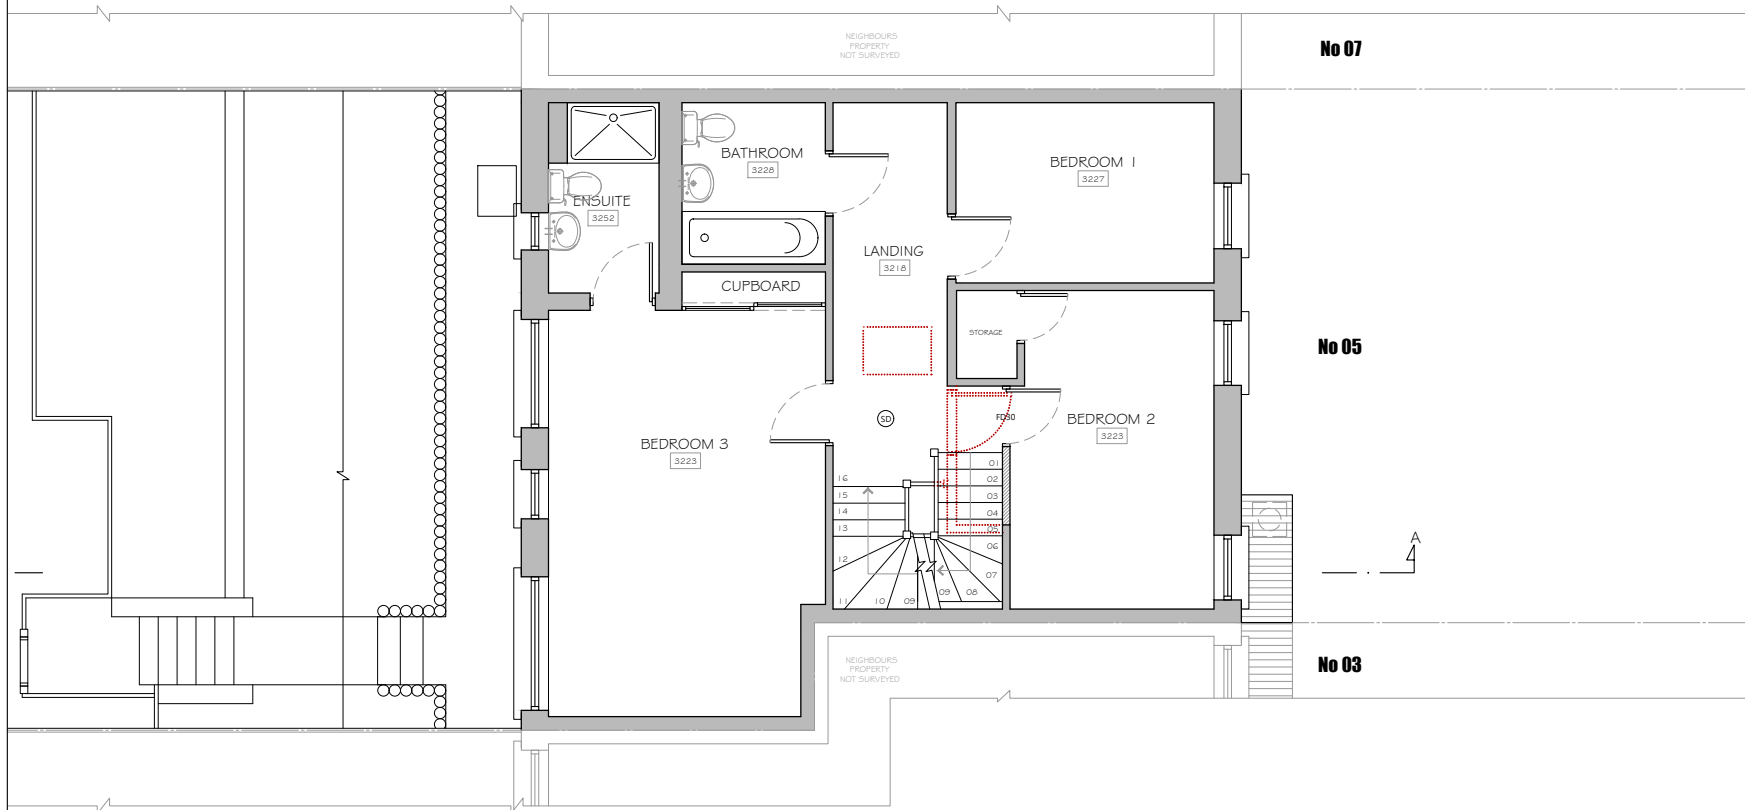 NEIGHBOURS
PROPERTY
NOT SURVEYED
No 07
BATHROOM
3228
BEDROOM 1
3227
ENSUITE
3252
LANDING
3218
CUPBOARD
STORAGE
No 05
SD
FD30
BEDROOM 2
3223
BEDROOM 3
3223
01
02
03
04
05
06
07
08
09
16
15
14
13
12
11
10
09
A
NEIGHBOURS
PROPERTY
NOT SURVEYED
No 03